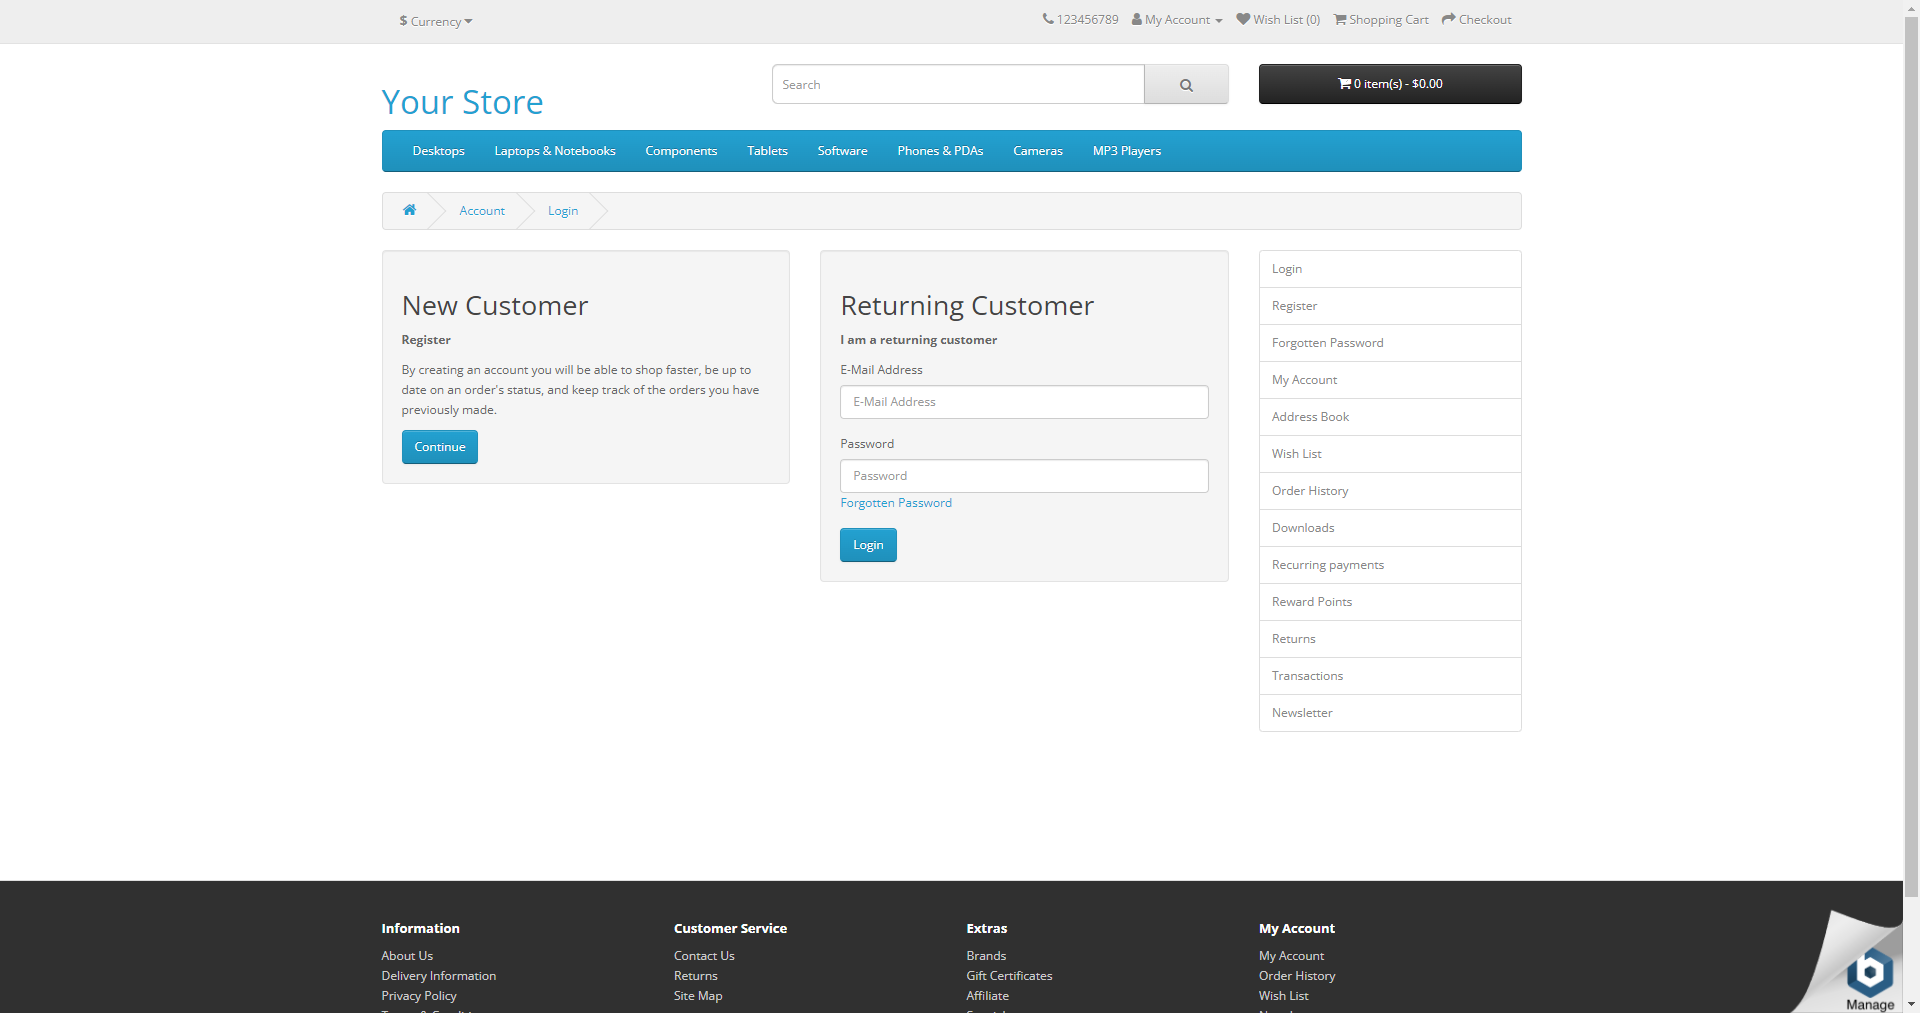 $ Currency
123456789 My Account Wish List (0) Shopping Cart Checkout
Your Store
Search
0 item(s) - $0.00
Desktops Laptops & Notebooks Components Tablets Software Phones & PDAs Cameras MP3 Players
Account Login
New Customer
Register
By creating an account you will be able to shop faster, be up to
date on an order's status, and keep track of the orders you have
previously made.
Continue
Returning Customer
I am a returning customer
E-Mail Address
E-Mail Address
Password
Password
Forgotten Password
Login
Login
Register
Forgotten Password
My Account
Address Book
Wish List
Order History
Downloads
Recurring payments
Reward Points
Returns
Transactions
Newsletter
Information
About Us
Delivery Information
Privacy Policy
Customer Service
Contact Us
Returns
Site Map
Extras
Brands
Gift Certificates
Affiliate
My Account
My Account
Order History
Wish List
Manage